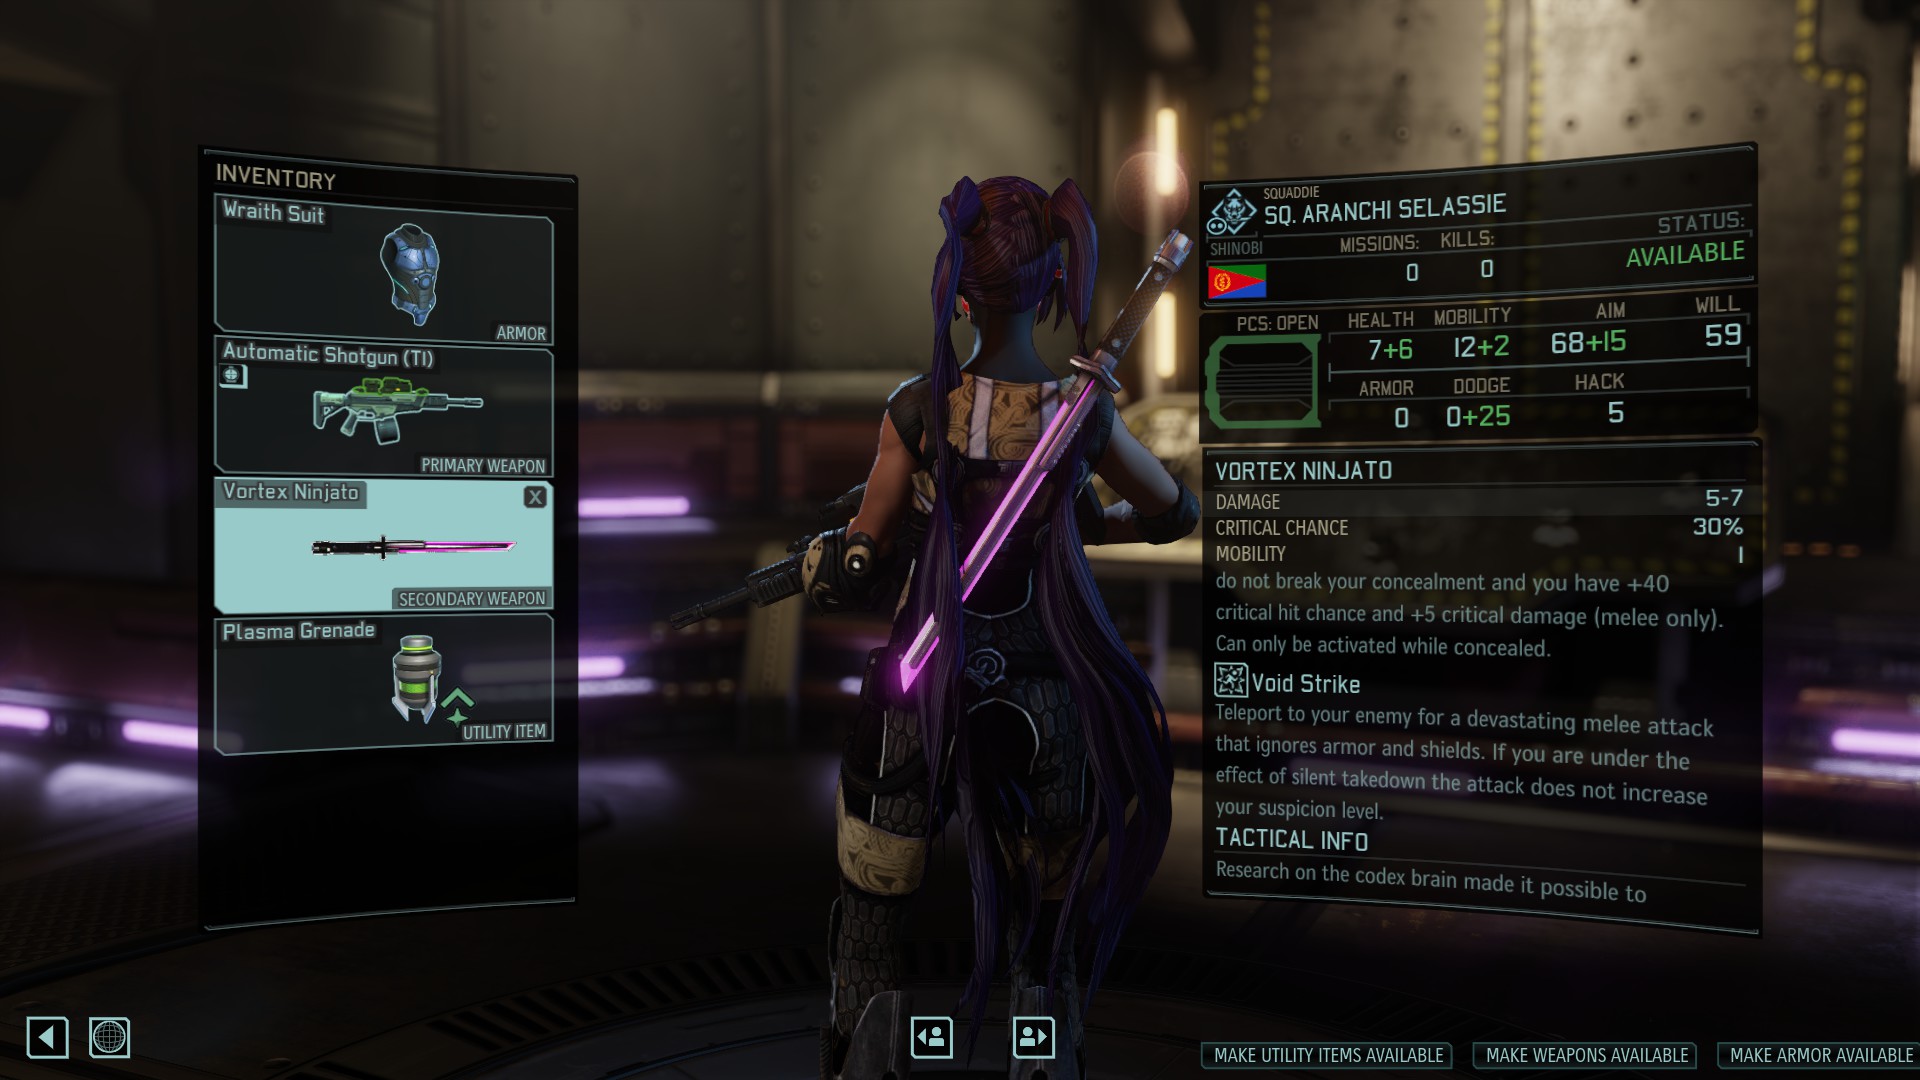 INVENTORY
Wraith Suit
ARMOR
Automatic Shotgun (T1)
PRIMARY WEAPON
Vortex Ninjato
X
SECONDARY WEAPON
Plasma Grenade
UTILITY ITEM
SQUADDIE
SQ. ARANCHI SELASSIE
SHINOBI
MISSIONS: KILLS: STATUS:
0 0 AVAILABLE
PCS: OPEN HEALTH MOBILITY AIM WILL
7+6 12+2 68+15 59
ARMOR DODGE HACK
0 0+25 5
VORTEX NINJATO
DAMAGE 5-7
CRITICAL CHANCE 30%
MOBILITY 1
do not break your concealment and you have +40
critical hit chance and +5 critical damage (melee only).
Can only be activated while concealed.
Void Strike
Teleport to your enemy for a devastating melee attack
that ignores armor and shields. If you are under the
effect of silent takedown the attack does not increase
your suspicion level.
TACTICAL INFO
Research on the codex brain made it possible to
MAKE UTILITY ITEMS AVAILABLE MAKE WEAPONS AVAILABLE MAKE ARMOR AVAILABLE